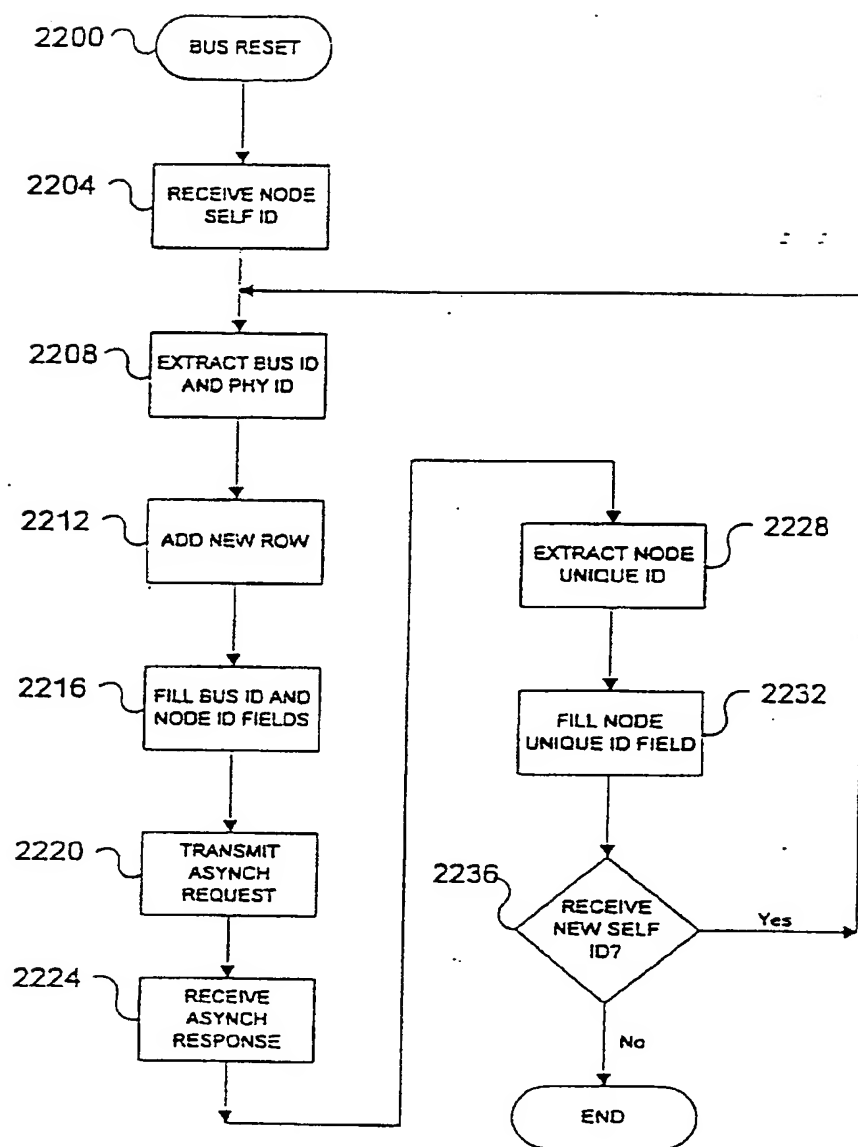 2200
BUS RESET
2204
RECEIVE NODE
SELF ID
2208
EXTRACT BUS ID
AND PHY ID
2212
ADD NEW ROW
2216
FILL BUS ID AND
NODE ID FIELDS
2220
TRANSMIT
ASYNCH
REQUEST
2224
RECEIVE
ASYNCH
RESPONSE
2228
EXTRACT NODE
UNIQUE ID
2232
FILL NODE
UNIQUE ID FIELD
2236
RECEIVE
NEW SELF
ID?
Yes
No
END